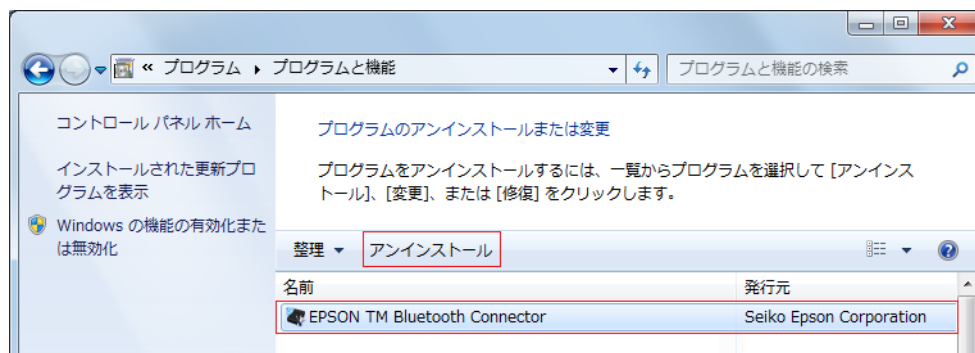 « プログラム ▸ プログラムと機能
プログラムと機能の検索
コントロール パネル ホーム
インストールされた更新プロ
グラムを表示
Windows の機能の有効化また
は無効化
プログラムのアンインストールまたは変更
プログラムをアンインストールするには、一覧からプログラムを選択して [アンインス
トール]、[変更]、または [修復] をクリックします。
整理 ▼ アンインストール
名前 発行元
EPSON TM Bluetooth Connector Seiko Epson Corporation